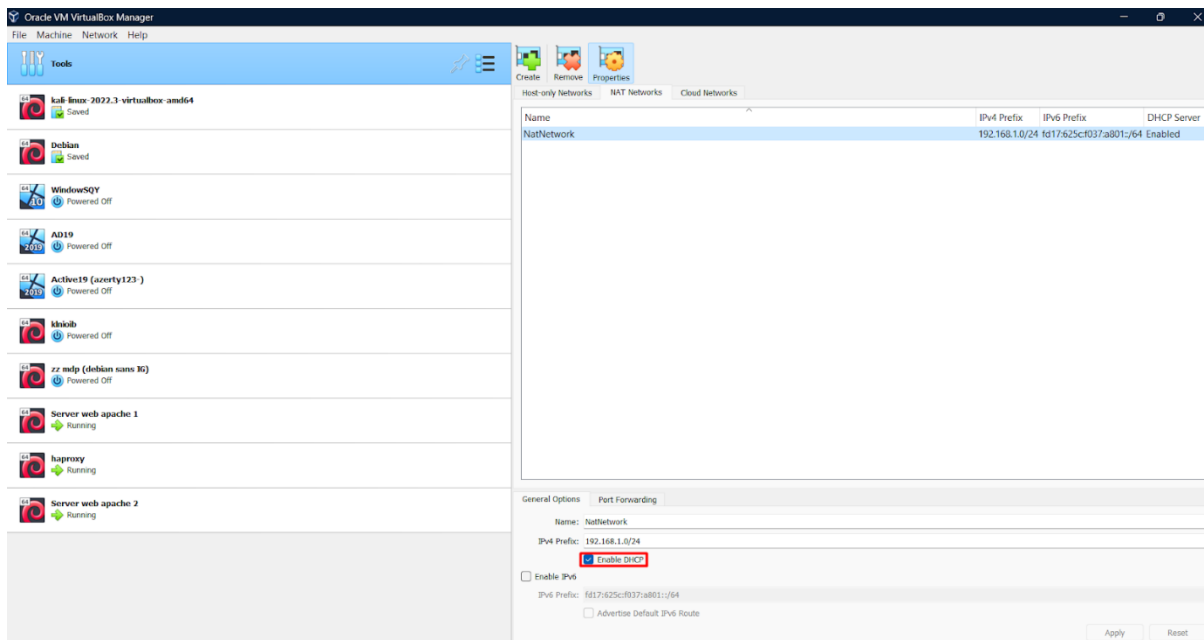 Oracle VM VirtualBox Manager
File Machine Network Help
Tools
kali-linux-2022.3-virtualbox-amd64
Saved
Debian
Saved
WindowSQY
Powered Off
AD19
Powered Off
Active19 (azerty123-)
Powered Off
klnioib
Powered Off
zz mdp (debian sans IG)
Powered Off
Server web apache 1
Running
haproxy
Running
Server web apache 2
Running
Create Remove Properties
Host-only Networks NAT Networks Cloud Networks
Name IPv4 Prefix IPv6 Prefix DHCP Server
NatNetwork 192.168.1.0/24 fd17:625c:f037:a801::/64 Enabled
General Options Port Forwarding
Name: NatNetwork
IPv4 Prefix: 192.168.1.0/24
Enable DHCP
Enable IPv6
IPv6 Prefix: fd17:625c:f037:a801::/64
Advertise Default IPv6 Route
Apply Reset